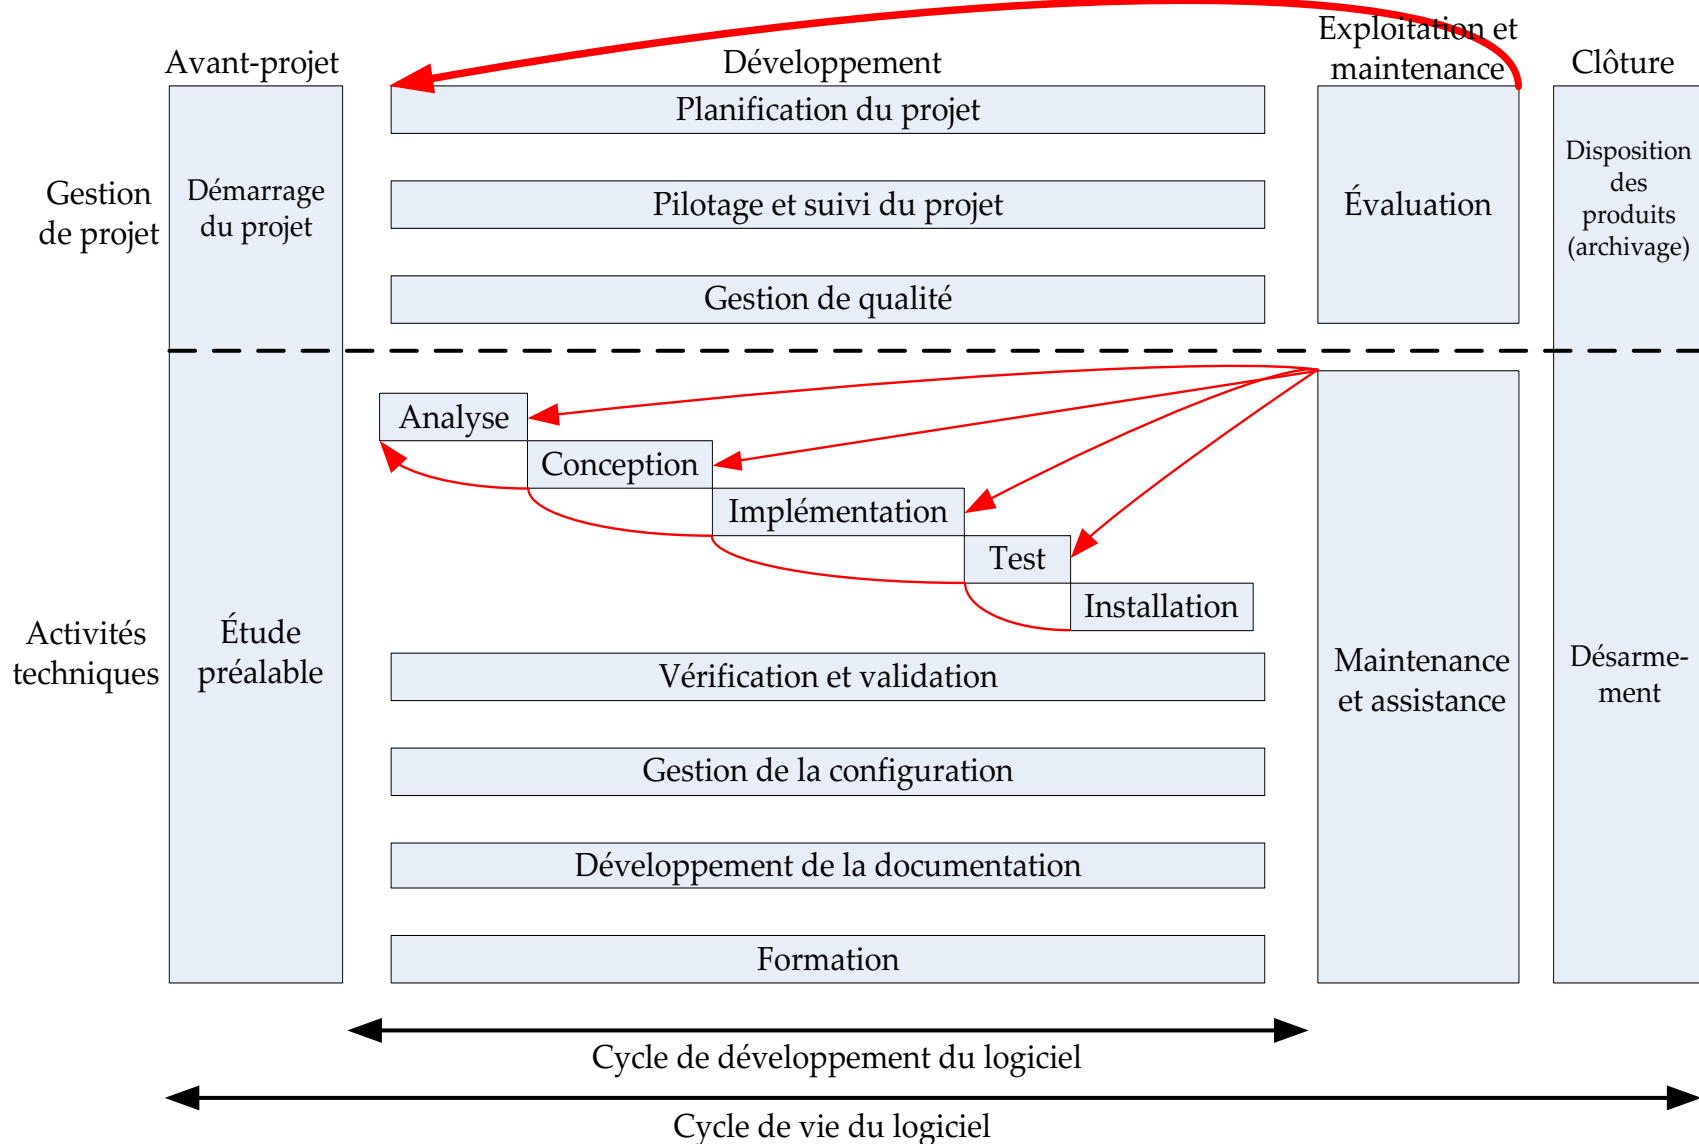 Avant-projet
Développement
Exploitation et
maintenance
Clôture
Gestion
de projet
Démarrage
du projet
Planification du projet
Pilotage et suivi du projet
Gestion de qualité
Évaluation
Disposition
des
produits
(archivage)
Activités
techniques
Étude
préalable
Analyse
Conception
Implémentation
Test
Installation
Vérification et validation
Gestion de la configuration
Développement de la documentation
Formation
Maintenance
et assistance
Désarme-
ment
Cycle de développement du logiciel
Cycle de vie du logiciel